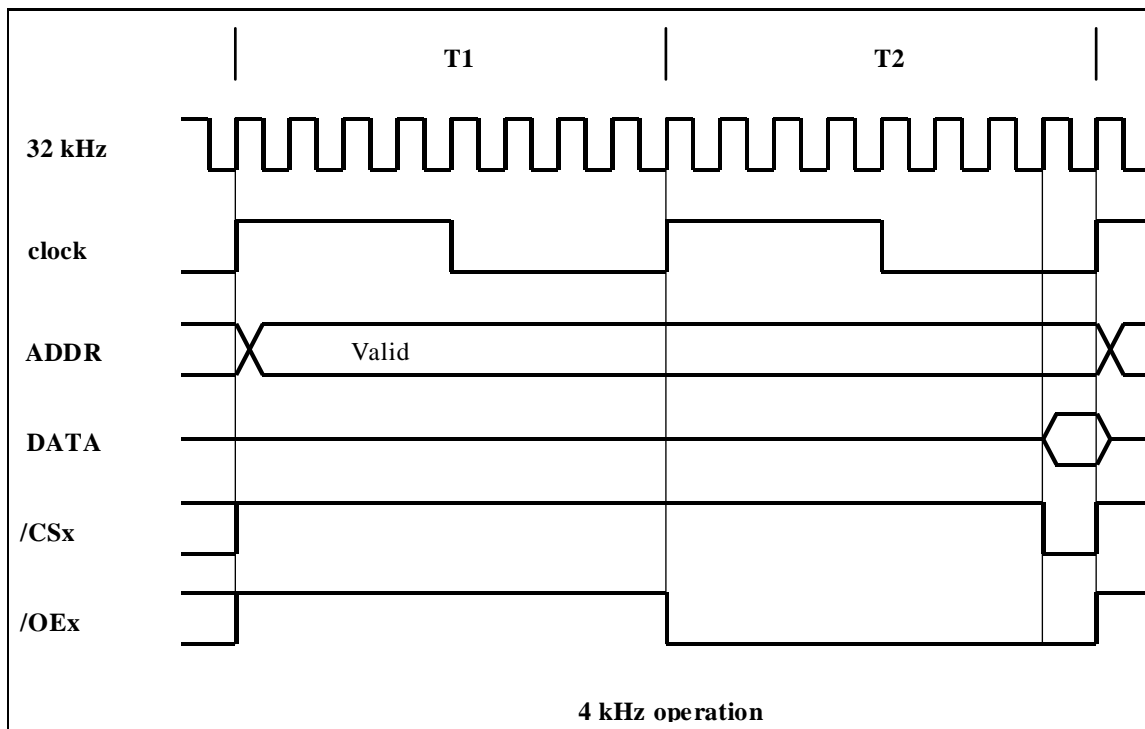 T1 T2
32 kHz
clock
ADDR Valid
DATA
/CSx
/OEx
4 kHz operation